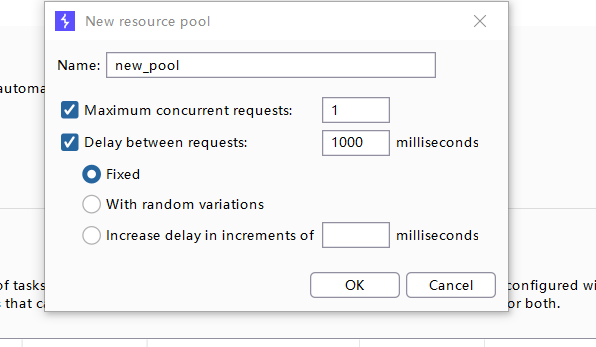 New resource pool
Name: new_pool
automa
Maximum concurrent requests: 1
Delay between requests: 1000 milliseconds
Fixed
With random variations
Increase delay in increments of milliseconds
of tasks configured wi
s that ca or both.
OK Cancel